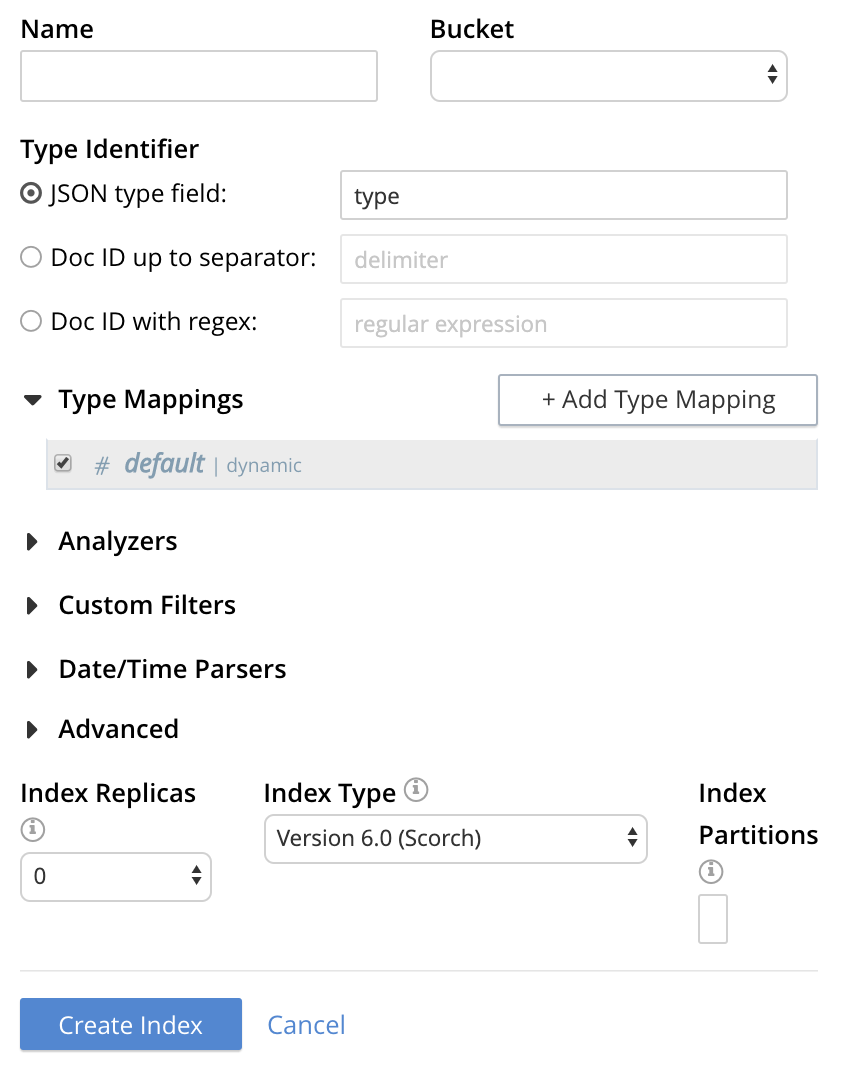 Name Bucket
Type Identifier
JSON type field: type
Doc ID up to separator: delimiter
Doc ID with regex: regular expression
Type Mappings + Add Type Mapping
# default | dynamic
Analyzers
Custom Filters
Date/Time Parsers
Advanced
Index Replicas
0
Index Type
Version 6.0 (Scorch)
Index
Partitions
Create Index Cancel